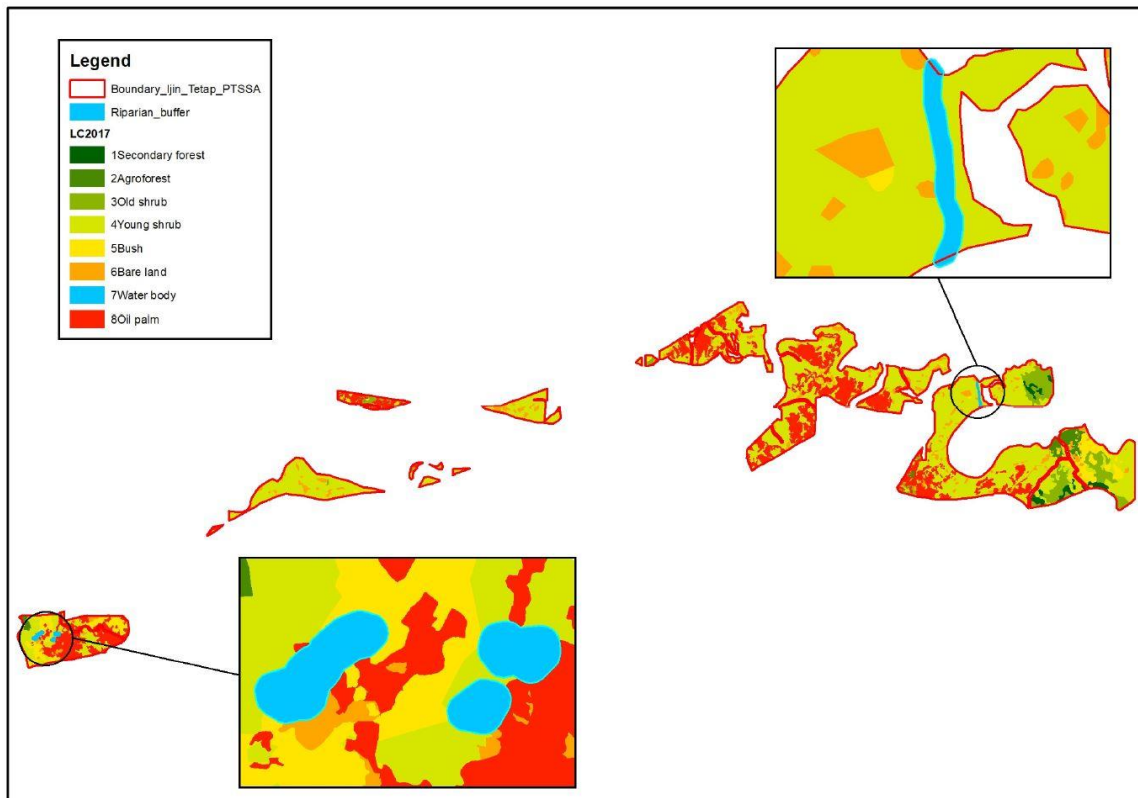 Legend
Boundary_Ijin_Tetap_PTSSA
Riparian_buffer
LC2017
1Secondary forest
2Agroforest
3Old shrub
4Young shrub
5Bush
6Bare land
7Water body
8Oil palm